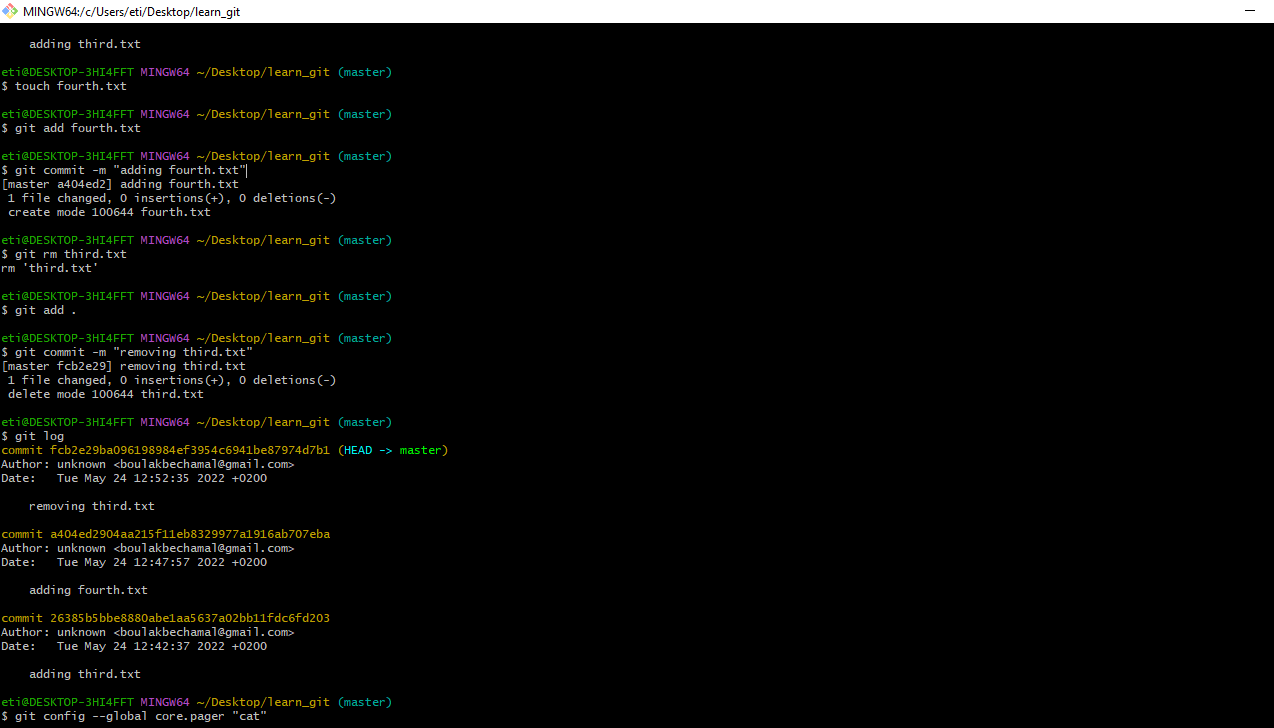 MINGW64:/c/Users/eti/Desktop/learn_git
adding third.txt
eti@DESKTOP-3HI4FFT MINGW64 ~/Desktop/learn_git (master)
$ touch fourth.txt
eti@DESKTOP-3HI4FFT MINGW64 ~/Desktop/learn_git (master)
$ git add fourth.txt
eti@DESKTOP-3HI4FFT MINGW64 ~/Desktop/learn_git (master)
$ git commit -m "adding fourth.txt"
[master a404ed2] adding fourth.txt
 1 file changed, 0 insertions(+), 0 deletions(-)
 create mode 100644 fourth.txt
eti@DESKTOP-3HI4FFT MINGW64 ~/Desktop/learn_git (master)
$ git rm third.txt
rm 'third.txt'
eti@DESKTOP-3HI4FFT MINGW64 ~/Desktop/learn_git (master)
$ git add .
eti@DESKTOP-3HI4FFT MINGW64 ~/Desktop/learn_git (master)
$ git commit -m "removing third.txt"
[master fcb2e29] removing third.txt
 1 file changed, 0 insertions(+), 0 deletions(-)
 delete mode 100644 third.txt
eti@DESKTOP-3HI4FFT MINGW64 ~/Desktop/learn_git (master)
$ git log
commit fcb2e29ba096198984ef3954c6941be87974d7b1 (HEAD -> master)
Author: unknown <boulakbechamal@gmail.com>
Date:   Tue May 24 12:52:35 2022 +0200
removing third.txt
commit a404ed2904aa215f11eb8329977a1916ab707eba
Author: unknown <boulakbechamal@gmail.com>
Date:   Tue May 24 12:47:57 2022 +0200
adding fourth.txt
commit 26385b5bbe8880abe1aa5637a02bb11fdc6fd203
Author: unknown <boulakbechamal@gmail.com>
Date:   Tue May 24 12:42:37 2022 +0200
adding third.txt
eti@DESKTOP-3HI4FFT MINGW64 ~/Desktop/learn_git (master)
$ git config --global core.pager "cat"